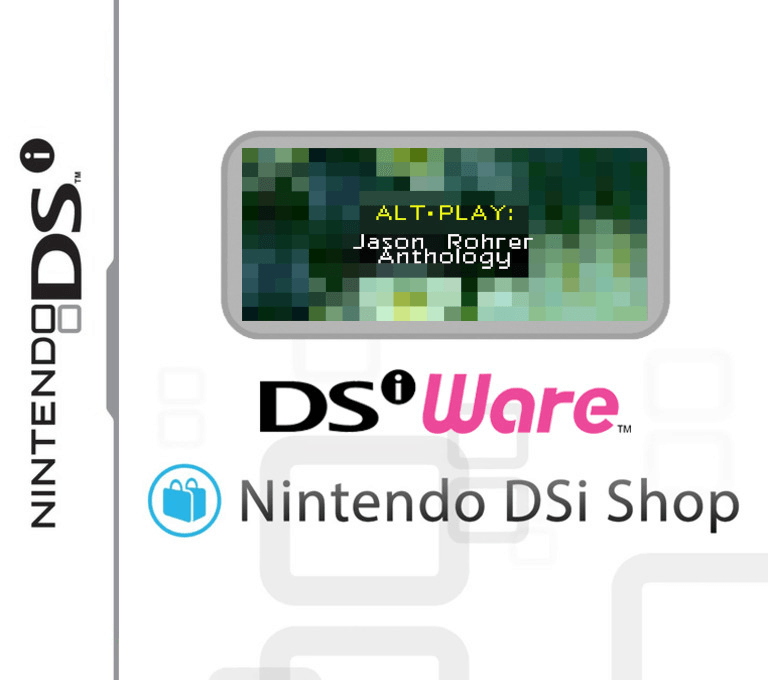 NINTENDO DSi™
ALT•PLAY:
Jason Rohrer
Anthology
DSiWare™
Nintendo DSi Shop